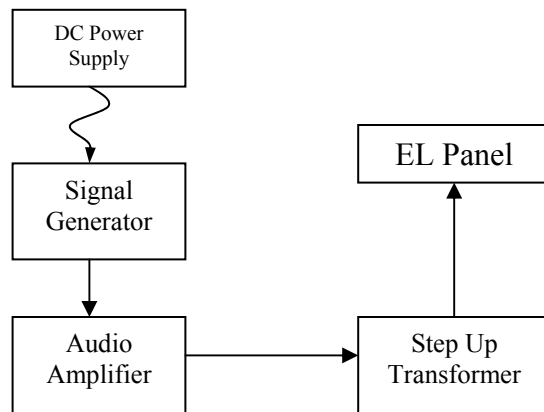 DC Power
Supply
Signal
Generator
Audio
Amplifier
Step Up
Transformer
EL Panel